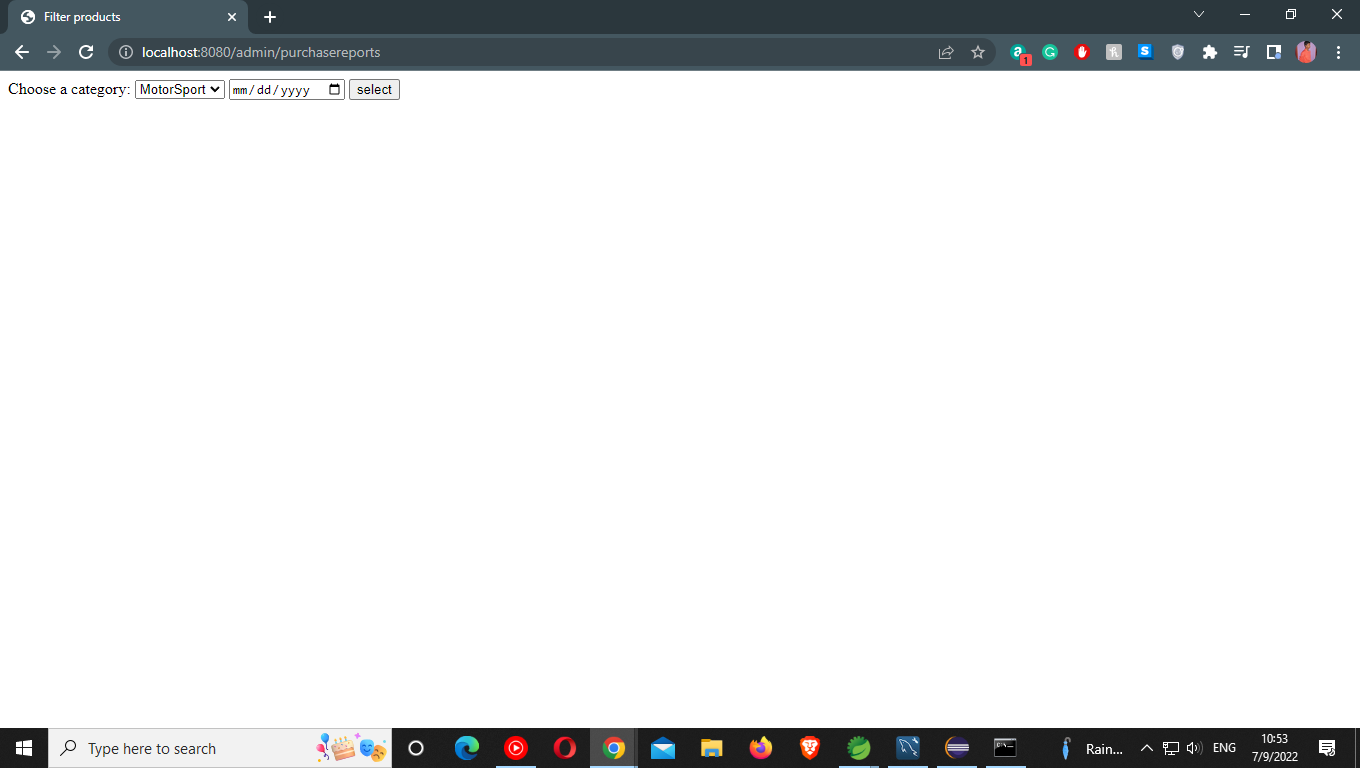 Filter products
localhost:8080/admin/purchasereports
1
Choose a category: MotorSport mm/dd/yyyy select
Type here to search
Rain... ENG 10:53
7/9/2022